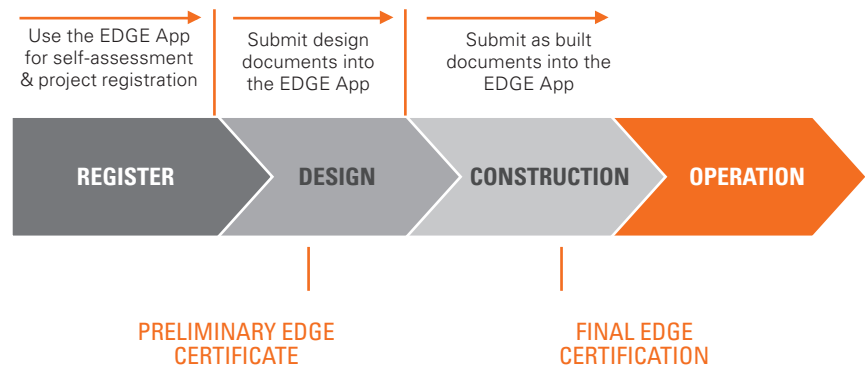 Use the EDGE App
for self-assessment
& project registration
Submit design
documents into
the EDGE App
Submit as built
documents into the
EDGE App
REGISTER
DESIGN
CONSTRUCTION
OPERATION
PRELIMINARY EDGE
CERTIFICATE
FINAL EDGE
CERTIFICATION